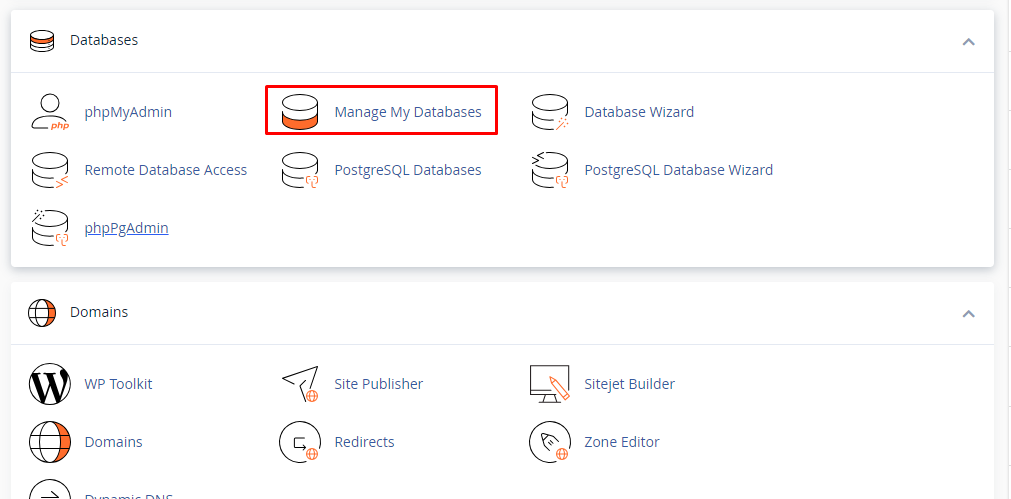 Databases
phpMyAdmin
php
Manage My Databases
Database Wizard
Remote Database Access
PostgreSQL Databases
PostgreSQL Database Wizard
phpPgAdmin
Domains
WP Toolkit
Site Publisher
Sitejet Builder
Domains
Redirects
Zone Editor
Dynamic DNS